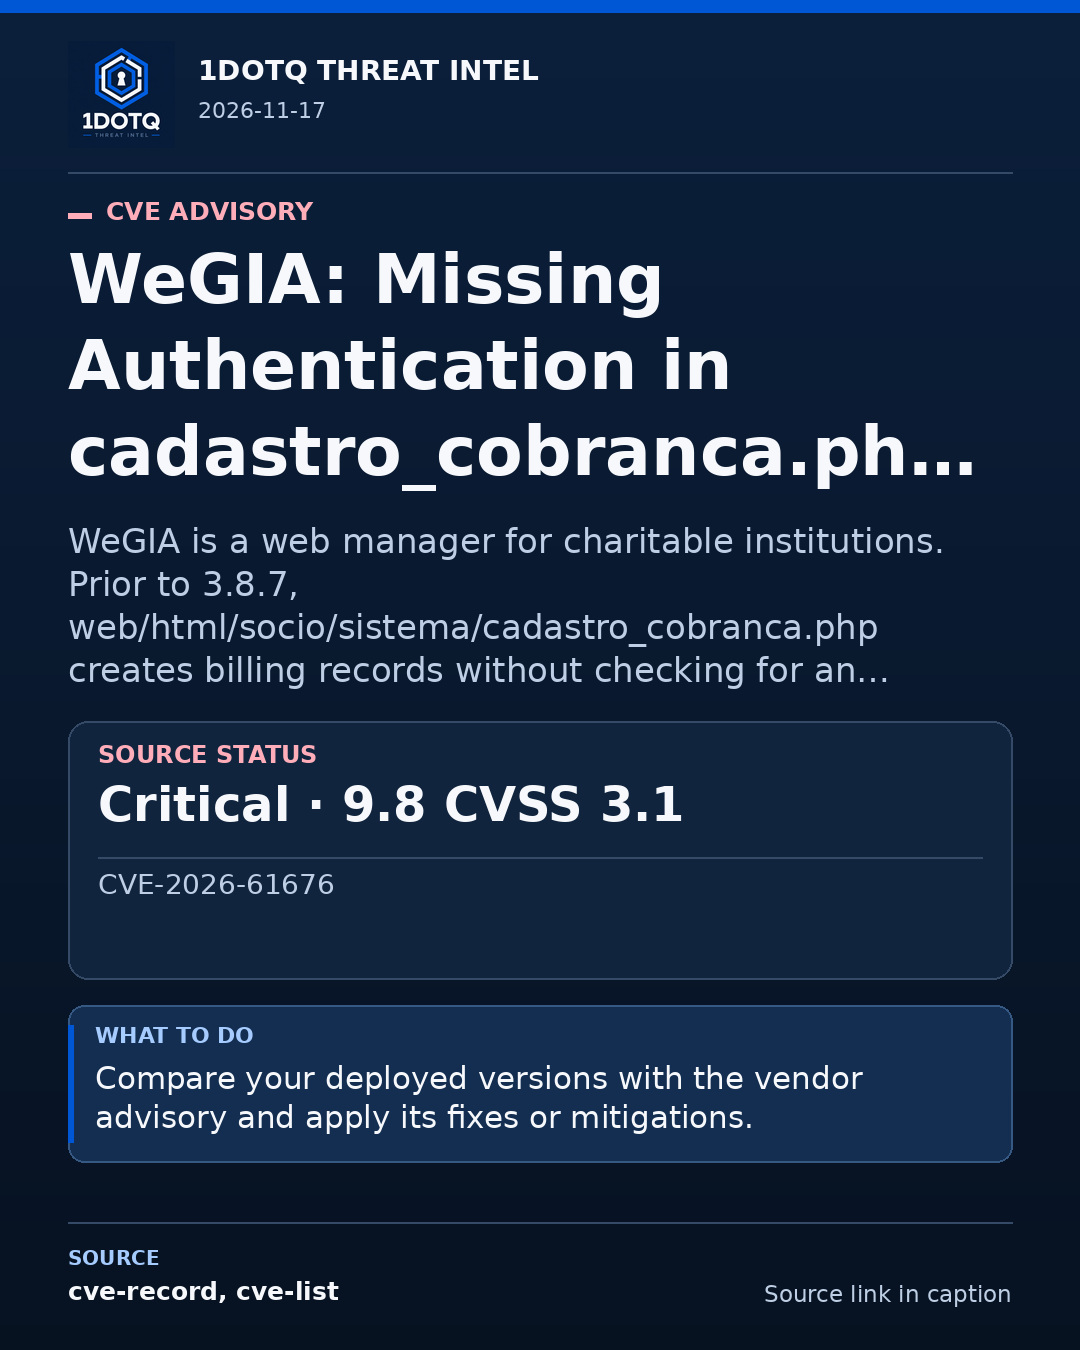 1DOTQ
THREAT INTEL
1DOTQ THREAT INTEL
2026-11-17
CVE ADVISORY
WeGIA: Missing
Authentication in
cadastro_cobranca.ph…
WeGIA is a web manager for charitable institutions.
Prior to 3.8.7,
web/html/socio/sistema/cadastro_cobranca.php
creates billing records without checking for an…
SOURCE STATUS
Critical · 9.8 CVSS 3.1
CVE-2026-61676
WHAT TO DO
Compare your deployed versions with the vendor
advisory and apply its fixes or mitigations.
SOURCE
cve-record, cve-list
Source link in caption